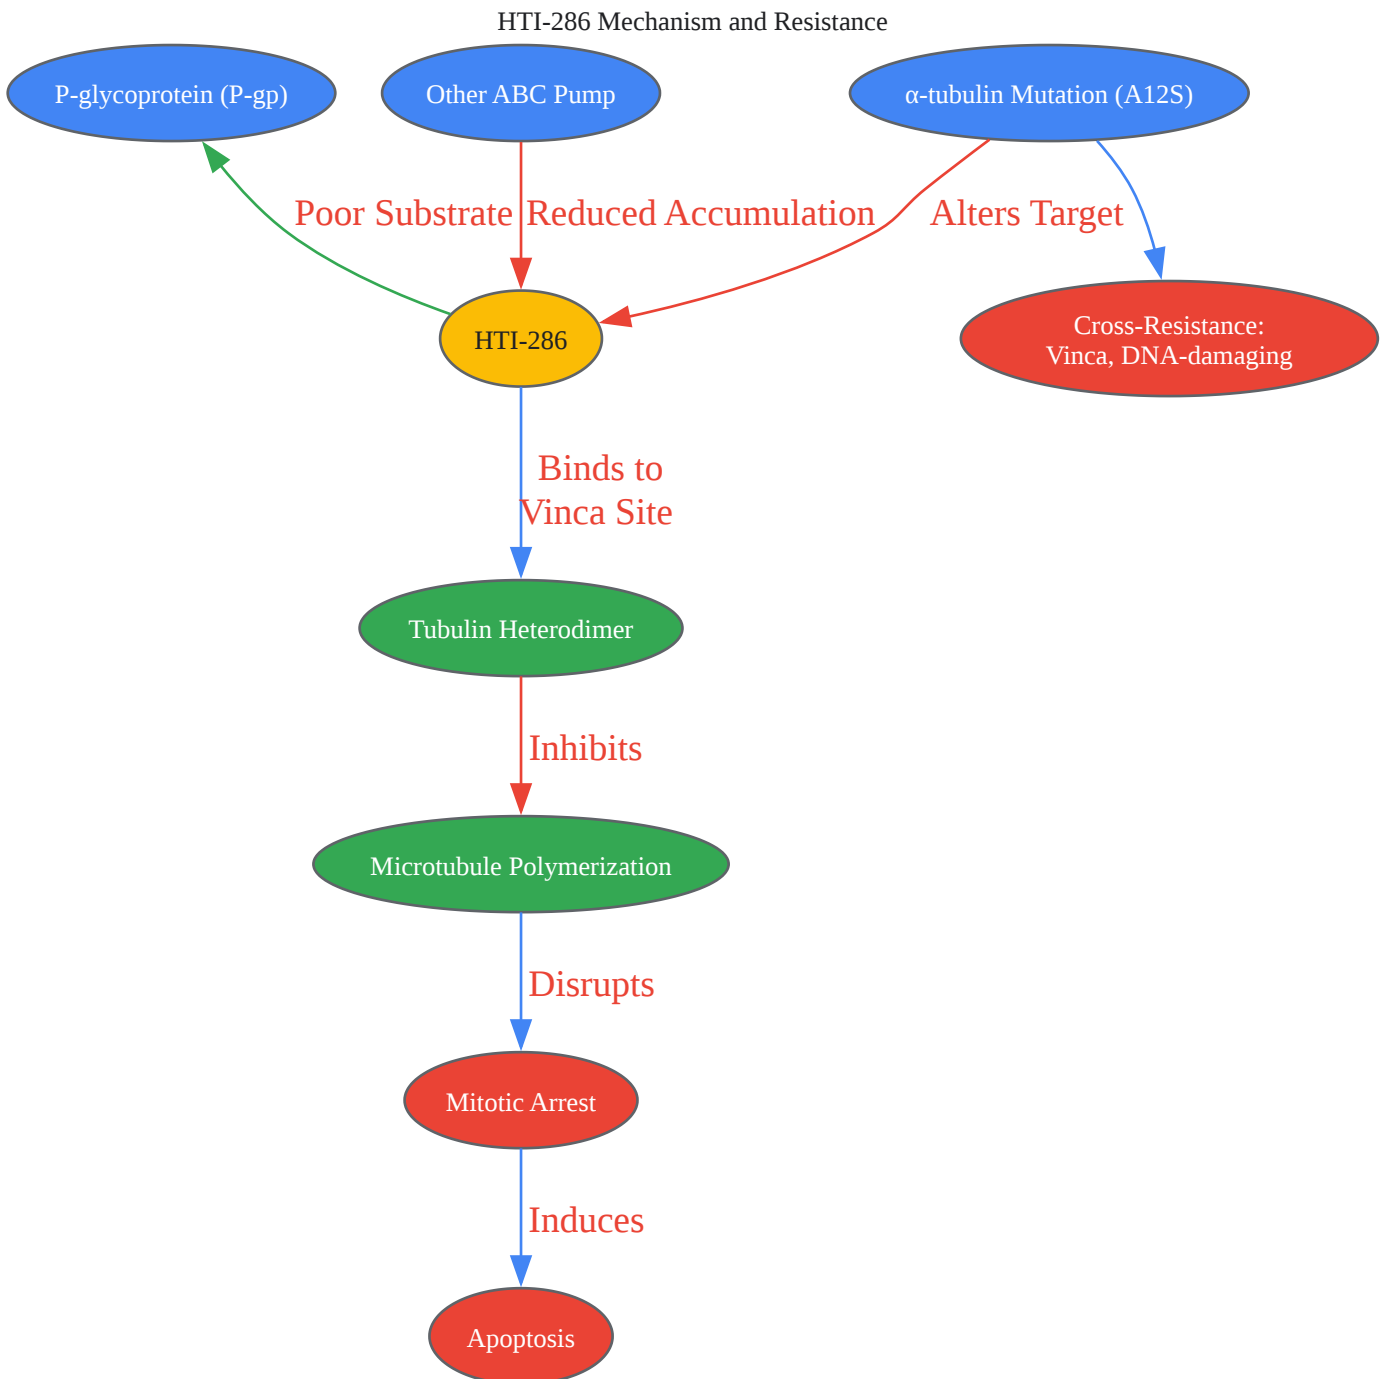 HTI-286 Mechanism and Resistance
P-glycoprotein (P-gp)
Other ABC Pump
α-tubulin Mutation (A12S)
Poor Substrate
Reduced Accumulation
Alters Target
HTI-286
Cross-Resistance:
Vinca, DNA-damaging
Binds to
Vinca Site
Tubulin Heterodimer
Inhibits
Microtubule Polymerization
Disrupts
Mitotic Arrest
Induces
Apoptosis